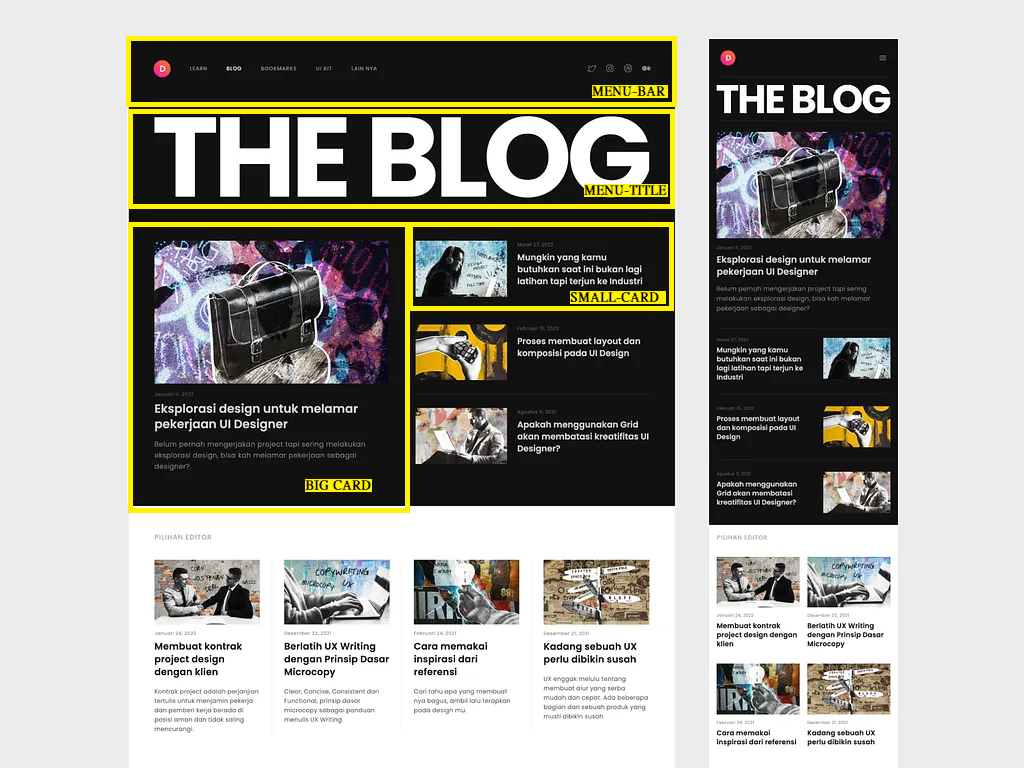 D LEARN BLOG BOOKMARKS UI KIT LAIN NYA
MENU-BAR
THE BLOG
MENU-TITLE
Januari 11, 2022
Eksplorasi design untuk melamar
pekerjaan UI Designer
Belum pernah mengerjakan project tapi sering melakukan
eksplorasi design, bisa kah melamar pekerjaan sebagai
designer?
BIG CARD
Maret 27, 2022
Mungkin yang kamu
butuhkan saat ini bukan lagi
latihan tapi terjun ke Industri
SMALL-CARD
Februari 15, 2022
Proses membuat layout dan
komposisi pada UI Design
Agustus 11, 2021
Apakah menggunakan Grid
akan membatasi kreatifitas UI
Designer?
PILIHAN EDITOR
Januari 24, 2022
Membuat kontrak
project design
dengan klien
Kontrak project adalah perjanjian
tertulis untuk menjamin pekerja
dan pemberi kerja berada di
posisi aman dan tidak saling
mencurangi.
COPYWRITING
MICROCOPY UX
Desember 22, 2021
Berlatih UX Writing
dengan Prinsip Dasar
Microcopy
Clear, Concise, Consistent dan
Functional, prinsip dasar
microcopy sebagai panduan
menulis UX Writing
Februari 24, 2021
Cara memakai
inspirasi dari
referensi
Cari tahu apa yang membuat
nya bagus, ambil lalu terapkan
pada design mu.
Desember 21, 2021
Kadang sebuah UX
perlu dibikin susah
UX enggak melulu tentang
membuat alur yang serba
mudah dan cepat. Ada beberapa
bagian dari sebuah produk yang
musti dibikin susah
D
THE BLOG
Januari 11, 2022
Eksplorasi design untuk melamar
pekerjaan UI Designer
Belum pernah mengerjakan project tapi sering
melakukan eksplorasi design, bisa kah melamar
pekerjaan sebagai designer?
Maret 27, 2022
Mungkin yang kamu
butuhkan saat ini bukan
lagi latihan tapi terjun ke
Industri
Februari 15, 2022
Proses membuat layout
dan komposisi pada UI
Design
Agustus 11, 2021
Apakah menggunakan
Grid akan membatasi
kreatifitas UI Designer?
PILIHAN EDITOR
Januari 24, 2022
Membuat kontrak
project design dengan
klien
COPYWRITING
MICROCOPY UX
Desember 22, 2021
Berlatih UX Writing
dengan Prinsip Dasar
Microcopy
Februari 24, 2021
Cara memakai
inspirasi dari referensi
Desember 21, 2021
Kadang sebuah UX
perlu dibikin susah